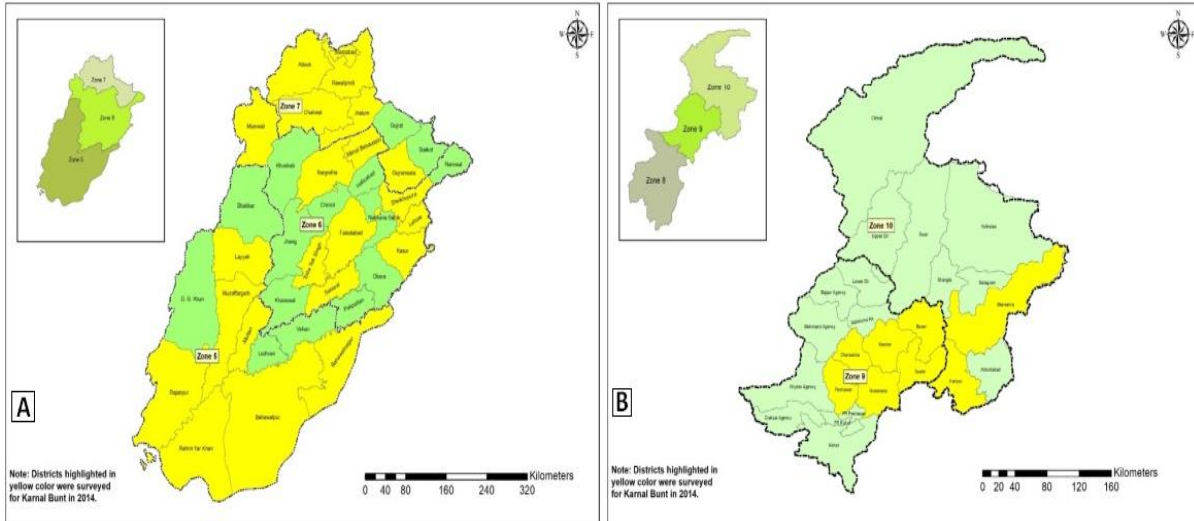 N
W
E
S
Zone 7
Zone 6
Zone 5
Islamabad
Attock
Rawalpindi
Zone 7
Chakwal
Jhelum
Mianwali
Gujrat
Sialkot
Narowal
Khushab
Mandi Bahauddin
Sargodha
Gujranwala
Hafizabad
Sheikhupura
Bhakkar
Chiniot
Lahore
Nankana Sahib
Zone 6
Faisalabad
Jhang
Kasur
Toba Tek Singh
Layyah
Okara
Sahiwal
D. G. Khan
Muzaffargarh
Khanewal
Pakpattan
Vehari
Multan
Lodhran
Zone 5
Bahawalnagar
Rajanpur
Bahawalpur
Rahim Yar Khan
A
Note: Districts highlighted in
yellow color were surveyed
for Karnal Bunt in 2014.
Kilometers
0 40 80 160 240 320
N
W
E
S
Zone 10
Zone 9
Zone 8
Chitral
Zone 10
Upper Dir
Swat
Kohistan
Shangla
Batagram
Lower Dir
Bajaur Agency
Mansehra
Malakand PA
Mohmand Agency
Buner
Mardan
Charsadda
Swabi
Abbottabad
Zone 9
Haripur
Khyber Agency
Peshawar
Nowshera
FR Peshawar
Orakzai Agency
FR Kohat
Kohat
B
Note: Districts highlighted in
yellow color were surveyed
for Karnal Bunt in 2014.
Kilometers
0 20 40 80 120 160